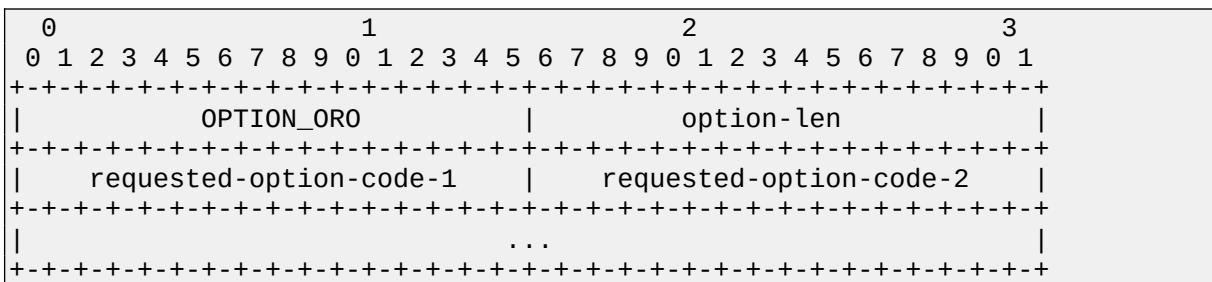 0                   1                   2                   3
 0 1 2 3 4 5 6 7 8 9 0 1 2 3 4 5 6 7 8 9 0 1 2 3 4 5 6 7 8 9 0 1
+-+-+-+-+-+-+-+-+-+-+-+-+-+-+-+-+-+-+-+-+-+-+-+-+-+-+-+-+-+-+-+-+
|           OPTION_ORO          |         option-len            |
+-+-+-+-+-+-+-+-+-+-+-+-+-+-+-+-+-+-+-+-+-+-+-+-+-+-+-+-+-+-+-+-+
|    requested-option-code-1    |    requested-option-code-2    |
+-+-+-+-+-+-+-+-+-+-+-+-+-+-+-+-+-+-+-+-+-+-+-+-+-+-+-+-+-+-+-+-+
|                              ...                              |
+-+-+-+-+-+-+-+-+-+-+-+-+-+-+-+-+-+-+-+-+-+-+-+-+-+-+-+-+-+-+-+-+